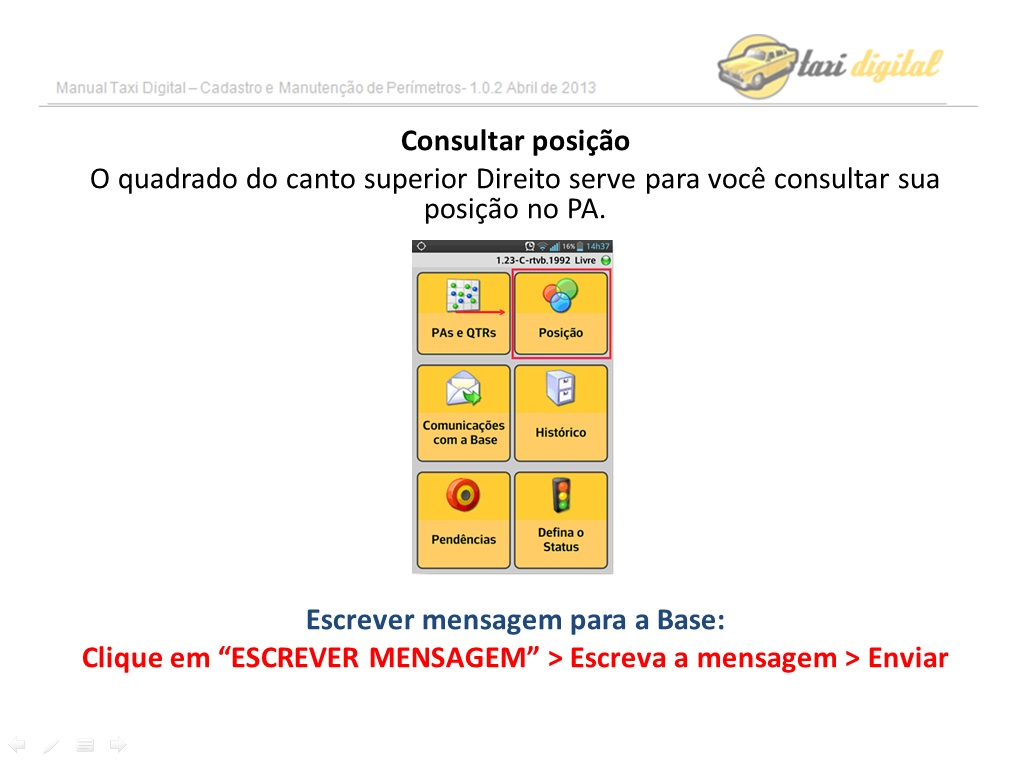 taxi digital
Manual Taxi Digital – Cadastro e Manutenção de Perímetros- 1.0.2 Abril de 2013
Consultar posição
O quadrado do canto superior Direito serve para você consultar sua
posição no PA.
16% 14h37
1.23-C-rtvb.1992 Livre
PAs e QTRs
Posição
Comunicações
com a Base
Histórico
Pendências
Defina o
Status
Escrever mensagem para a Base:
Clique em “ESCREVER MENSAGEM” > Escreva a mensagem > Enviar